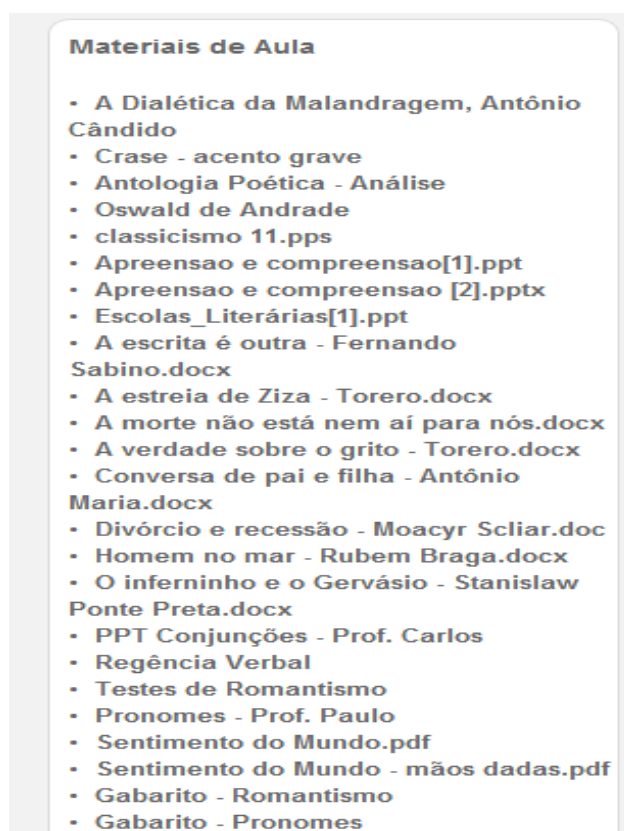 Materiais de Aula
• A Dialética da Malandragem, Antônio
Cândido
• Crase - acento grave
• Antologia Poética - Análise
• Oswald de Andrade
• classicismo 11.pps
• Apreensao e compreensao[1].ppt
• Apreensao e compreensao [2].pptx
• Escolas_Literárias[1].ppt
• A escrita é outra - Fernando
Sabino.docx
• A estreia de Ziza - Torero.docx
• A morte não está nem aí para nós.docx
• A verdade sobre o grito - Torero.docx
• Conversa de pai e filha - Antônio
Maria.docx
• Divórcio e recessão - Moacyr Scliar.doc
• Homem no mar - Rubem Braga.docx
• O inferninho e o Gervásio - Stanislaw
Ponte Preta.docx
• PPT Conjunções - Prof. Carlos
• Regência Verbal
• Testes de Romantismo
• Pronomes - Prof. Paulo
• Sentimento do Mundo.pdf
• Sentimento do Mundo - mãos dadas.pdf
• Gabarito - Romantismo
• Gabarito - Pronomes